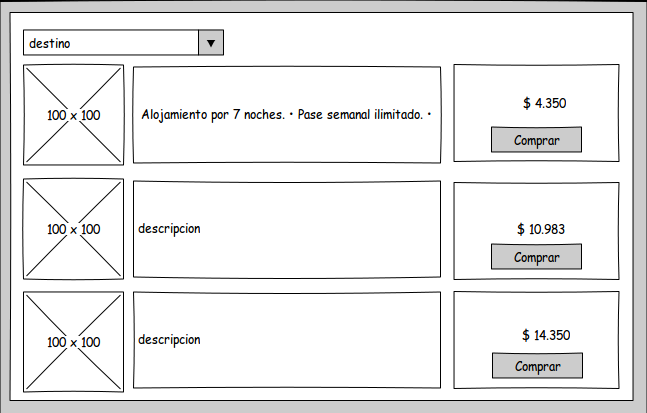 destino
100 x 100
Alojamiento por 7 noches. • Pase semanal ilimitado. •
$ 4.350
Comprar
100 x 100
descripcion
$ 10.983
Comprar
100 x 100
descripcion
$ 14.350
Comprar